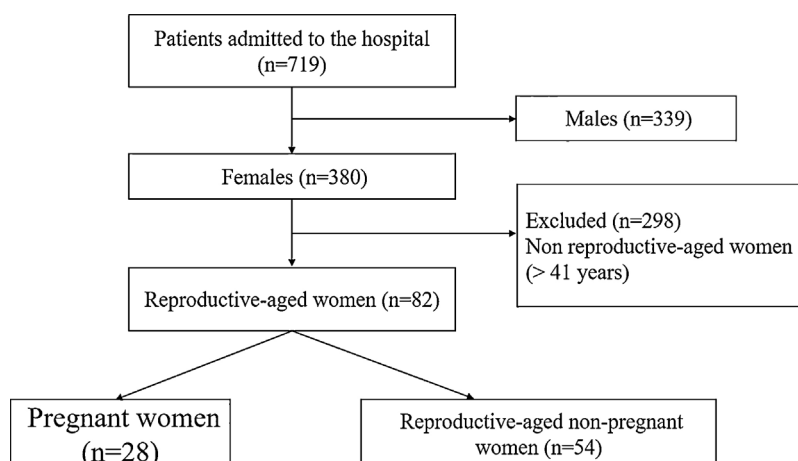 Patients admitted to the hospital
(n=719)
Males (n=339)
Females (n=380)
Excluded (n=298)
Non reproductive-aged women
(> 41 years)
Reproductive-aged women (n=82)
Pregnant women
(n=28)
Reproductive-aged non-pregnant
women (n=54)